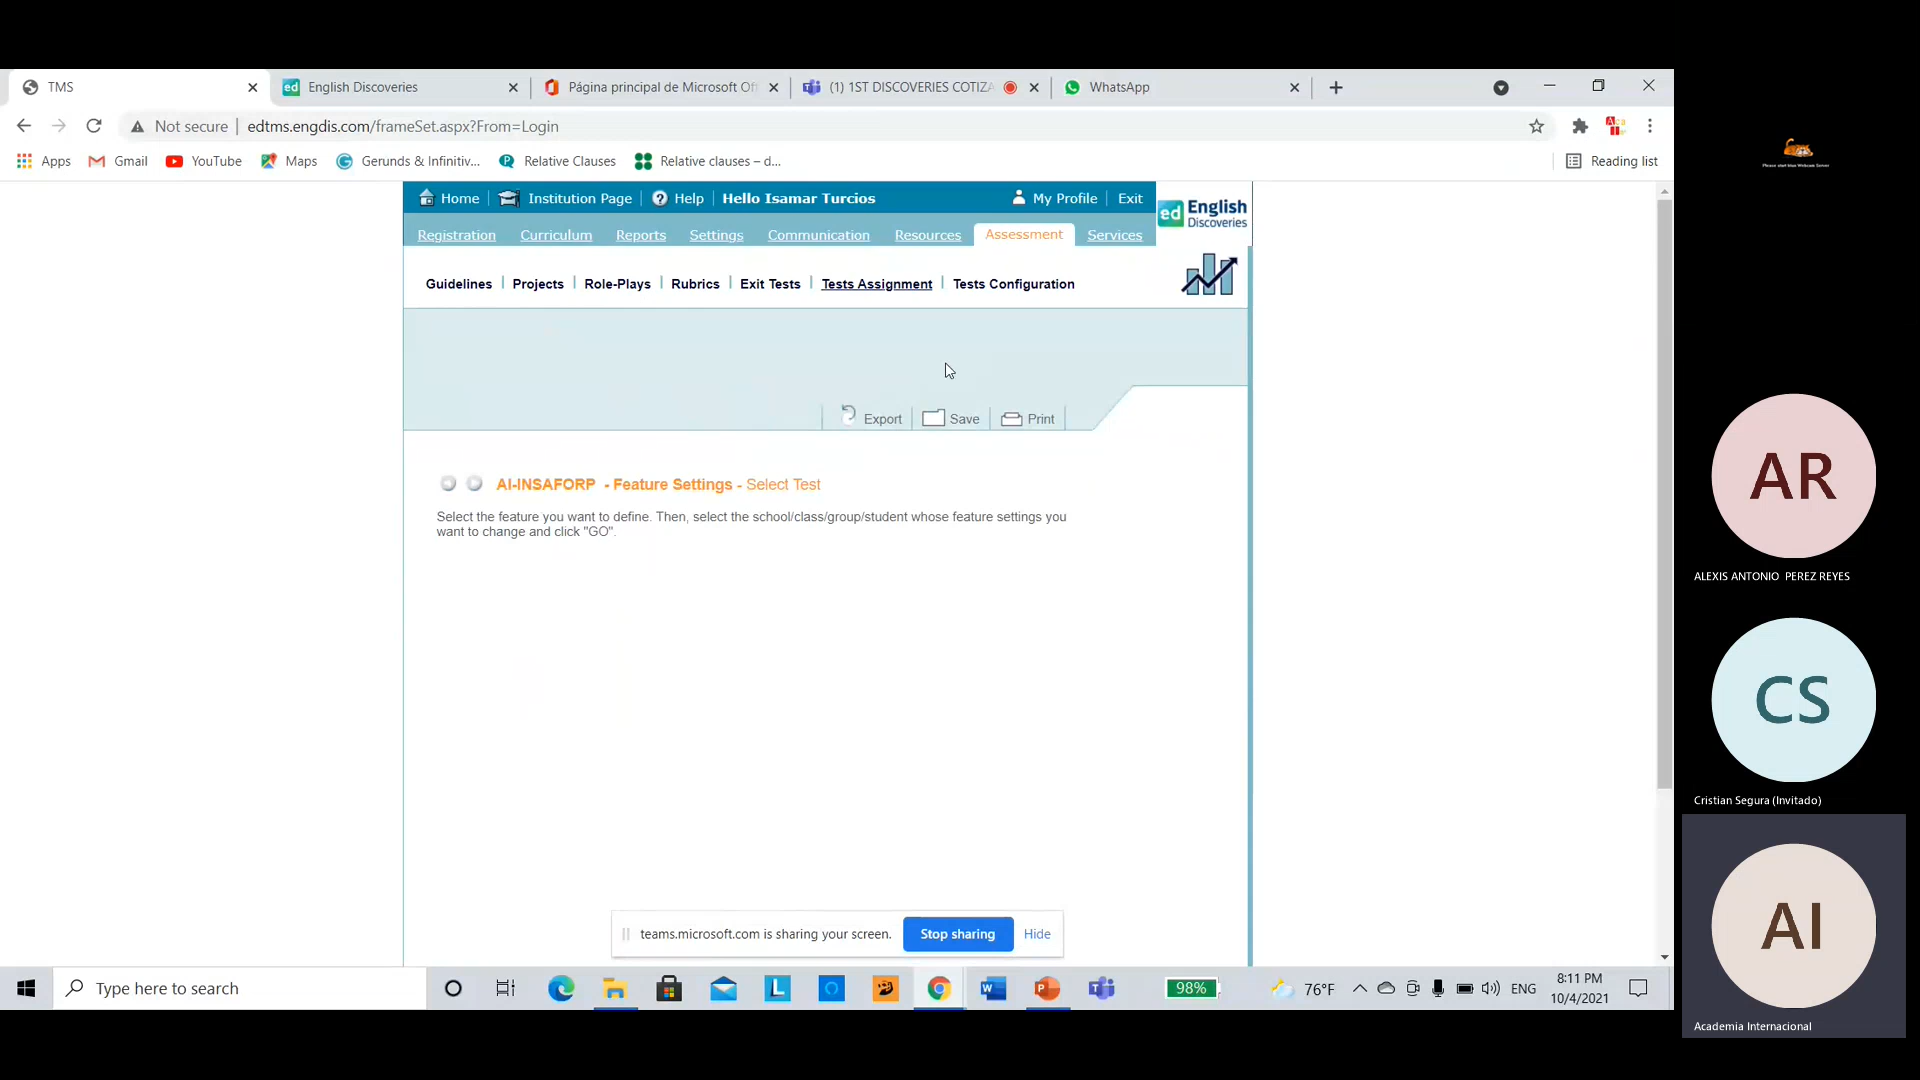 TMS
English Discoveries
Página principal de Microsoft Of
(1) 1ST DISCOVERIES COTIZA
WhatsApp
Not secure
edtms.engdis.com/frameSet.aspx?From=Login
Apps
Gmail
YouTube
Maps
Gerunds & Infinitiv...
Relative Clauses
Relative clauses – d...
Reading list
Home
Institution Page
Help
Hello Isamar Turcios
My Profile
Exit
ed English Discoveries
Registration
Curriculum
Reports
Settings
Communication
Resources
Assessment
Services
Guidelines
Projects
Role-Plays
Rubrics
Exit Tests
Tests Assignment
Tests Configuration
Export
Save
Print
AI-INSAFORP - Feature Settings - Select Test
Select the feature you want to define. Then, select the school/class/group/student whose feature settings you
want to change and click "GO".
teams.microsoft.com is sharing your screen.
Stop sharing
Hide
Type here to search
98%
76°F
ENG
8:11 PM
10/4/2021
AR
ALEXIS ANTONIO PEREZ REYES
CS
Cristian Segura (Invitado)
AI
Academia Internacional